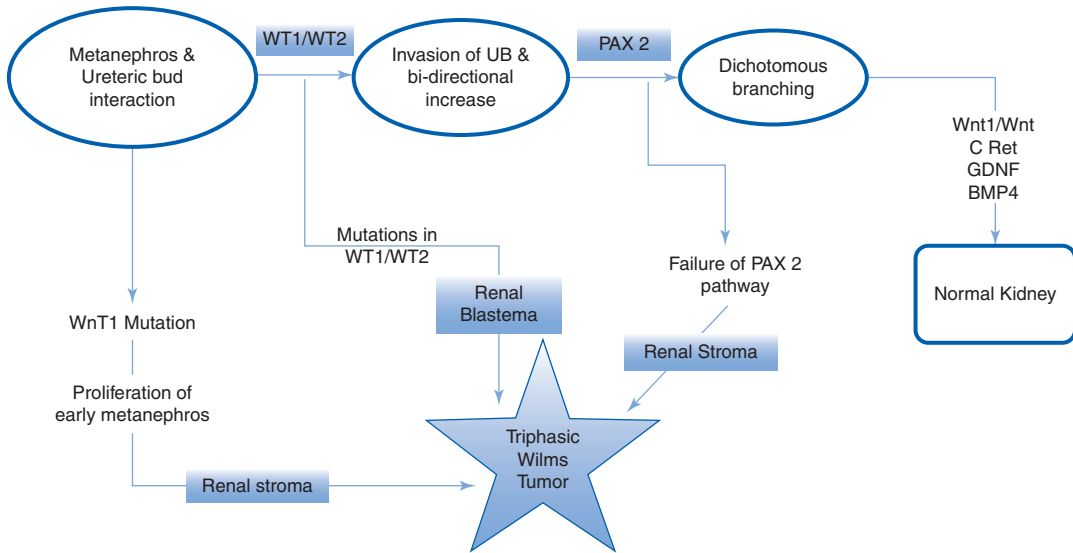 Metanephros &
Ureteric bud
interaction
WT1/WT2
Invasion of UB &
bi-directional
increase
PAX 2
Dichotomous
branching
Wnt1/Wnt
C Ret
GDNF
BMP4
Normal Kidney
Mutations in
WT1/WT2
Renal
Blastema
Failure of PAX 2
pathway
Renal Stroma
WnT1 Mutation
Proliferation of
early metanephros
Renal stroma
Triphasic
Wilms
Tumor